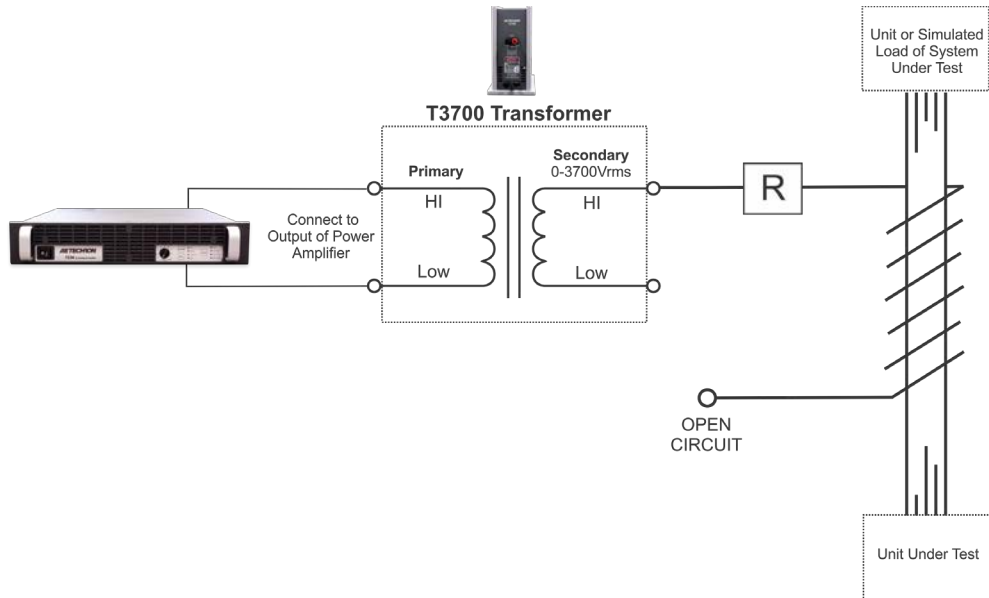 Unit or Simulated
Load of System
Under Test
T3700 Transformer
Primary
Secondary
0-3700Vrms
HI
HI
R
Connect to
Output of Power
Amplifier
AE TECHRON
Low
Low
OPEN
CIRCUIT
Unit Under Test